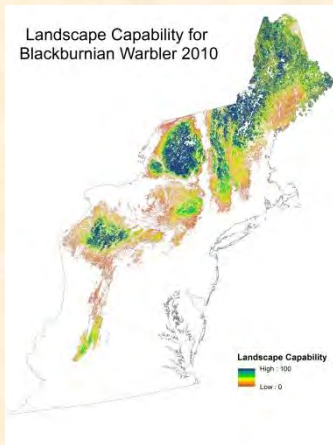 Landscape Capability for
Blackburnian Warbler 2010
Landscape Capability
High : 100
Low : 0